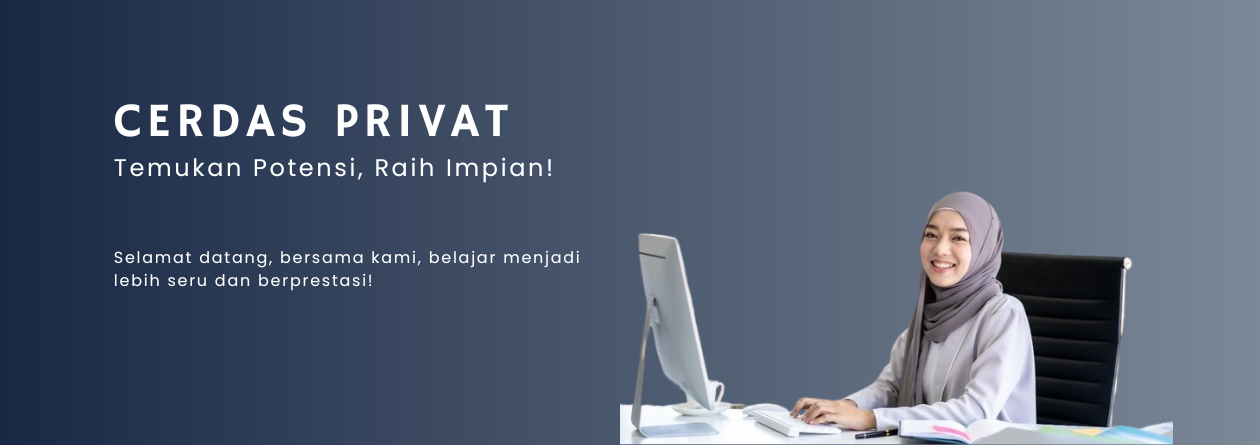 CERDAS PRIVAT
Temukan Potensi, Raih Impian!
Selamat datang, bersama kami, belajar menjadi
lebih seru dan berprestasi!